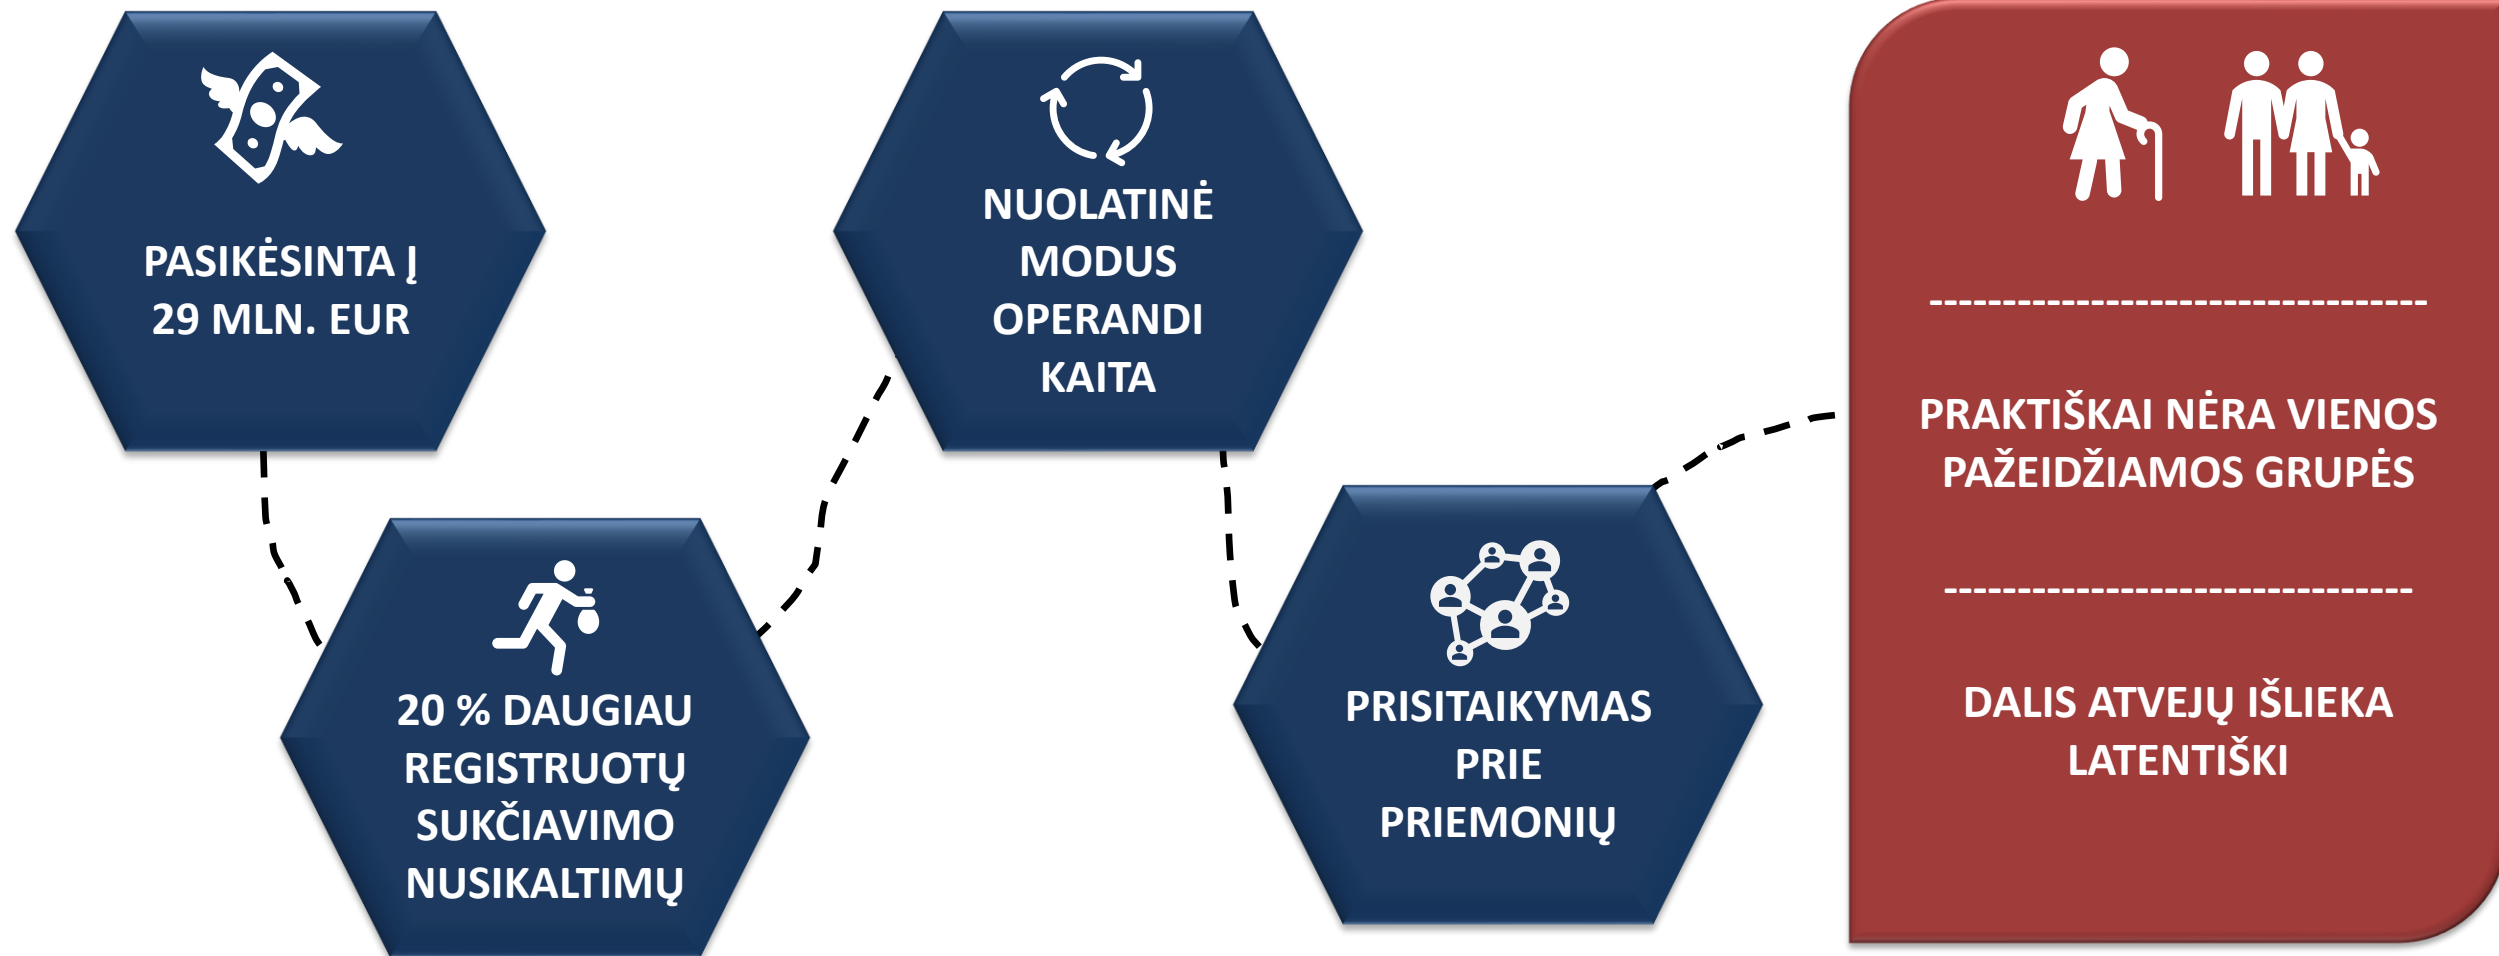 PASIKĖSINTA Į
29 MLN. EUR
20 % DAUGIAU
REGISTRUOTŲ
SUKČIAVIMO
NUSIKALTIMŲ
NUOLATINĖ
MODUS
OPERANDI
KAITA
PRISITAIKYMAS
PRIE
PRIEMONIŲ
----------------------------------
PRAKTIŠKAI NĖRA VIENOS
PAŽEIDŽIAMOS GRUPĖS
--------------------------------
DALIS ATVEJŲ IŠLIEKA
LATENTIŠKI